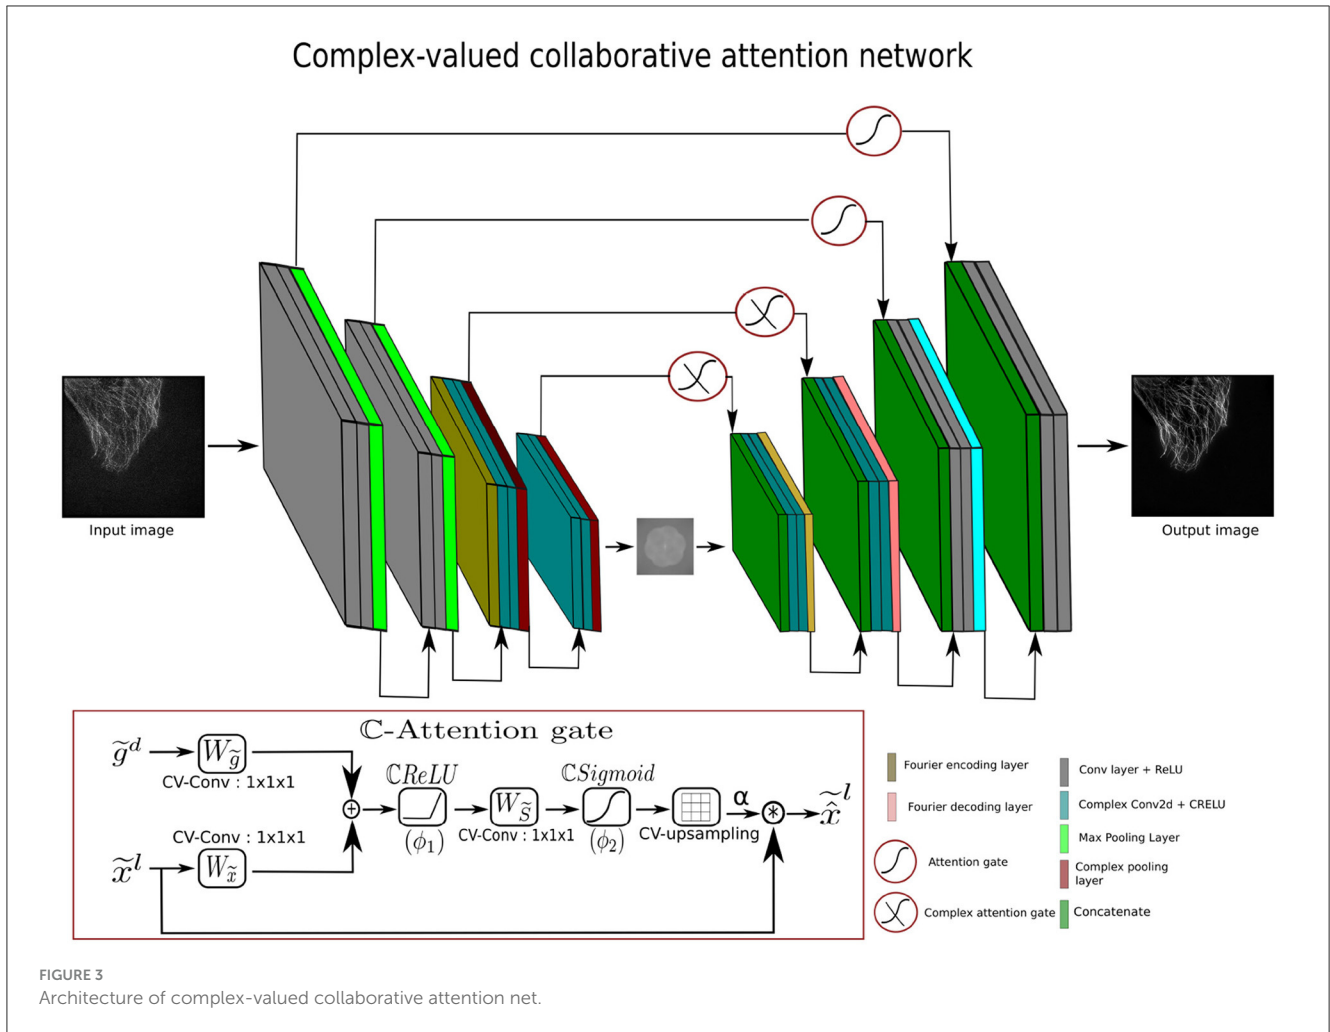 Complex-valued collaborative attention network
Input image
Output image
ℂ-Attention gate
g̃ᵈ
W_g̃
CV-Conv : 1x1x1
CV-Conv : 1x1x1
x̃ˡ
W_x̃
+
ℂReLU
(ϕ₁)
W_S̃
CV-Conv : 1x1x1
ℂSigmoid
(ϕ₂)
CV-upsampling
α
*
x̂̃ˡ
Fourier encoding layer
Fourier decoding layer
Attention gate
Complex attention gate
Conv layer + ReLU
Complex Conv2d + CRELU
Max Pooling Layer
Complex pooling
layer
Concatenate
FIGURE 3
Architecture of complex-valued collaborative attention net.